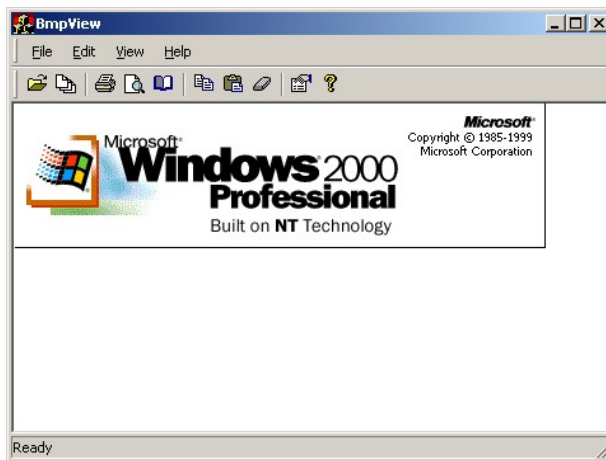 BmpView
File Edit View Help
Microsoft
Copyright © 1985-1999
Microsoft Corporation
Microsoft
Windows 2000
Professional
Built on NT Technology
Ready